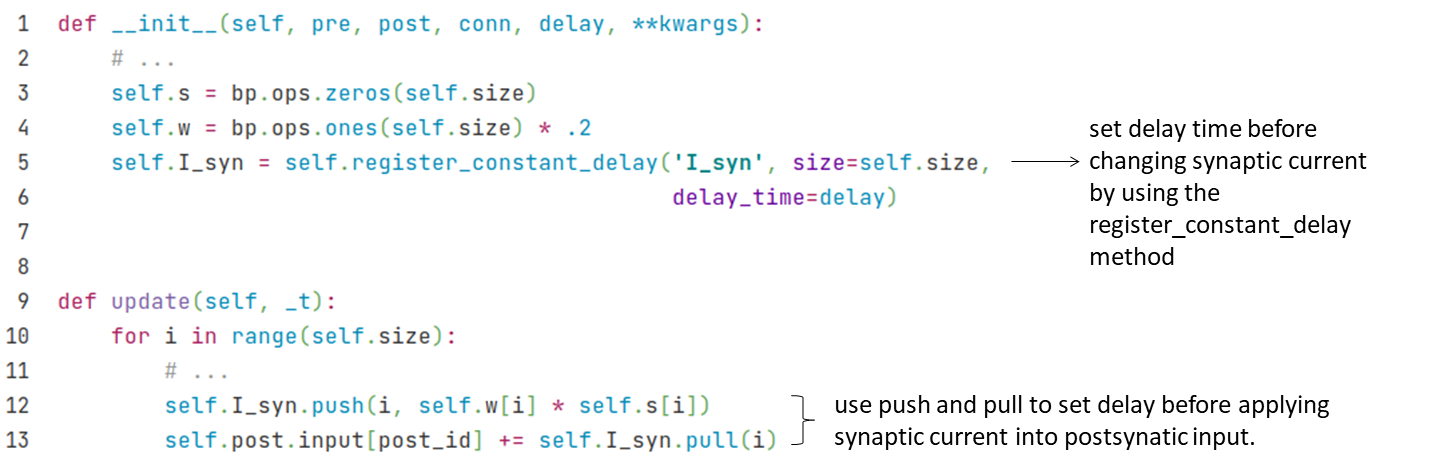 1 def __init__(self, pre, post, conn, delay, **kwargs):
2 # ...
3 self.s = bp.ops.zeros(self.size)
4 self.w = bp.ops.ones(self.size) * .2
5 self.I_syn = self.register_constant_delay('I_syn', size=self.size,
6 delay_time=delay)
7
8
set delay time before
changing synaptic current
by using the
register_constant_delay
method
9 def update(self, _t):
10 for i in range(self.size):
11 # ...
12 self.I_syn.push(i, self.w[i] * self.s[i])
13 self.post.input[post_id] += self.I_syn.pull(i)
use push and pull to set delay before applying
synaptic current into postsynatic input.